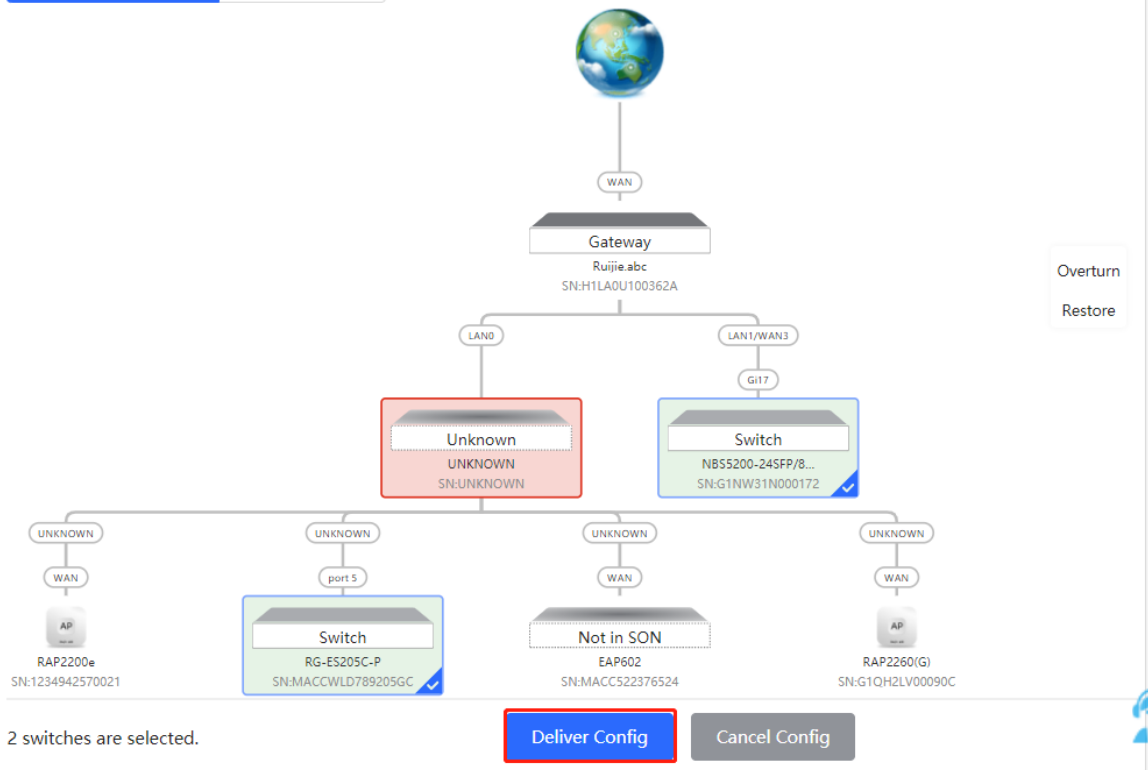 WAN
Gateway
Ruijie.abc
SN:H1LA0U100362A
Overturn
Restore
LAN0
LAN1/WAN3
Gi17
Unknown
UNKNOWN
SN:UNKNOWN
Switch
NBS5200-24SFP/8...
SN:G1NW31N000172
UNKNOWN
UNKNOWN
UNKNOWN
UNKNOWN
WAN
port 5
WAN
WAN
AP
RAP2200e
SN:1234942570021
Switch
RG-ES205C-P
SN:MACCWLD789205GC
Not in SON
EAP602
SN:MACC522376524
AP
RAP2260(G)
SN:G1QH2LV00090C
2 switches are selected.
Deliver Config
Cancel Config